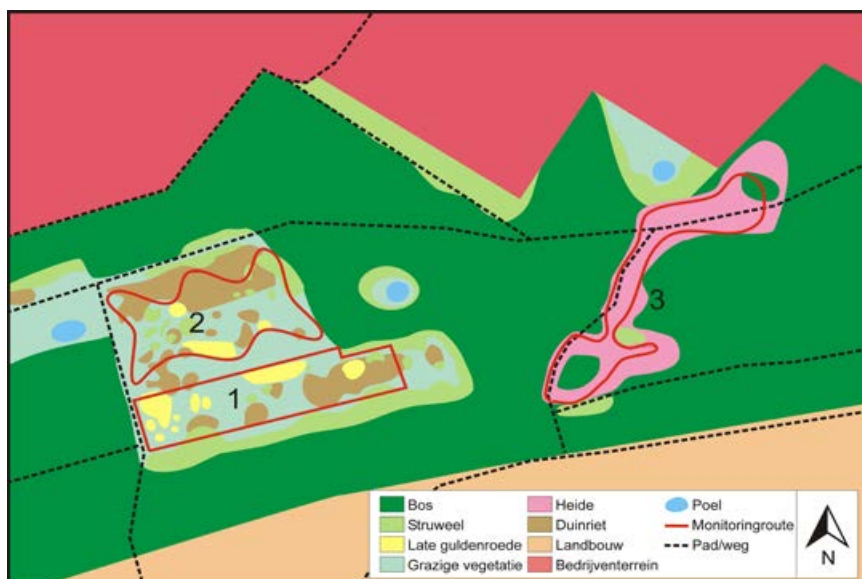 2
3
1
Bos
Struweel
Late guldenroede
Grazige vegetatie
Heide
Duinriet
Landbouw
Bedrijventerrein
Poel
Monitoringroute
Pad/weg
N